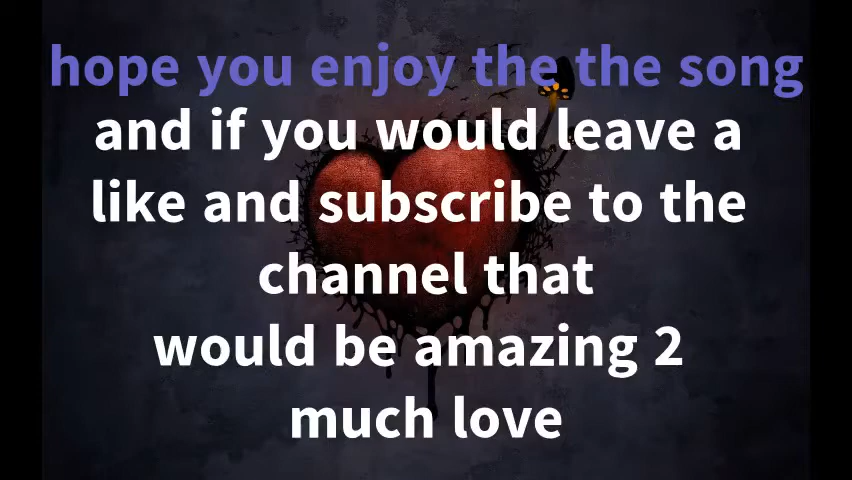 hope you enjoy the the song
and if you would leave a
like and subscribe to the
channel that
would be amazing 2
much love